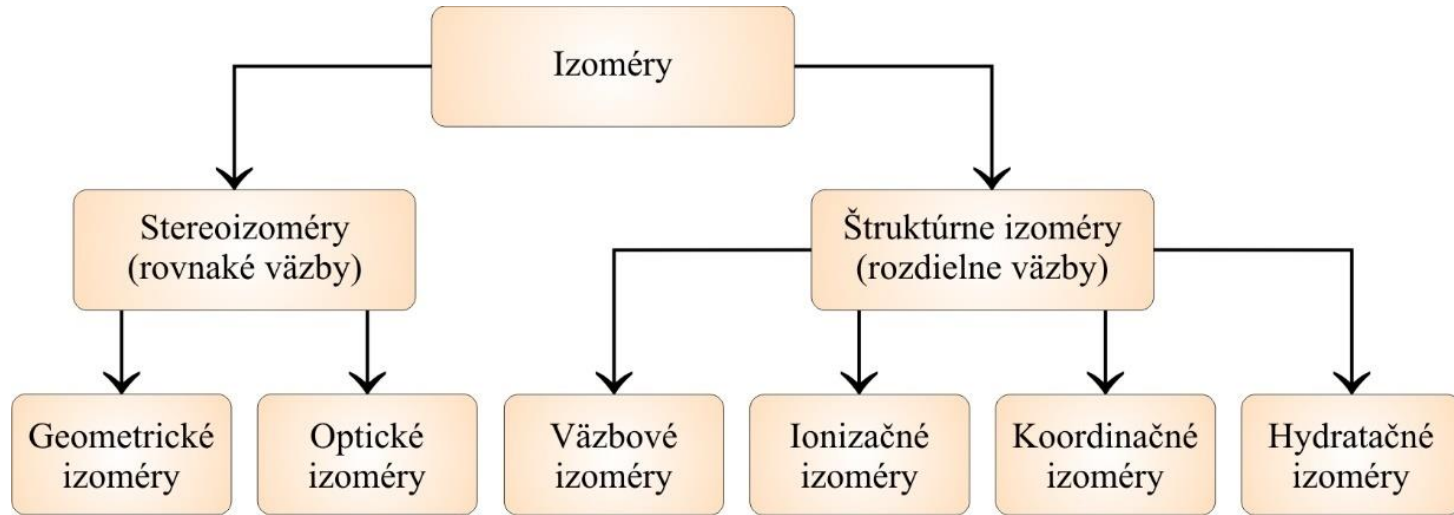 Izoméry
Stereoizoméry
(rovnaké väzby)
Štruktúrne izoméry
(rozdielne väzby)
Geometrické
izoméry
Optické
izoméry
Väzbové
izoméry
Ionizačné
izoméry
Koordinačné
izoméry
Hydratačné
izoméry